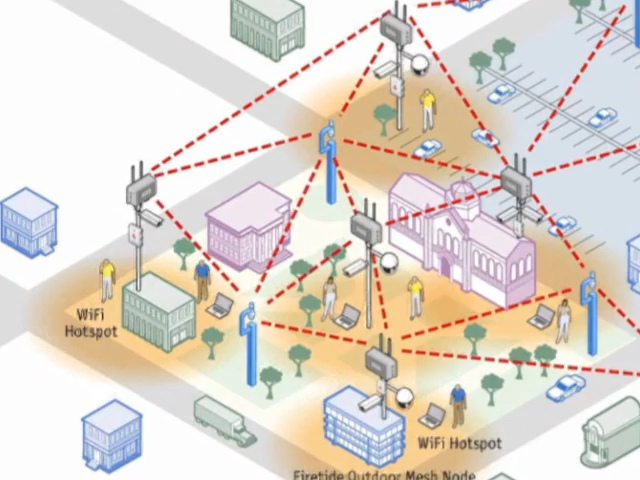 WiFi
Hotspot
WiFi Hotspot
Firetide Outdoor Mesh Node